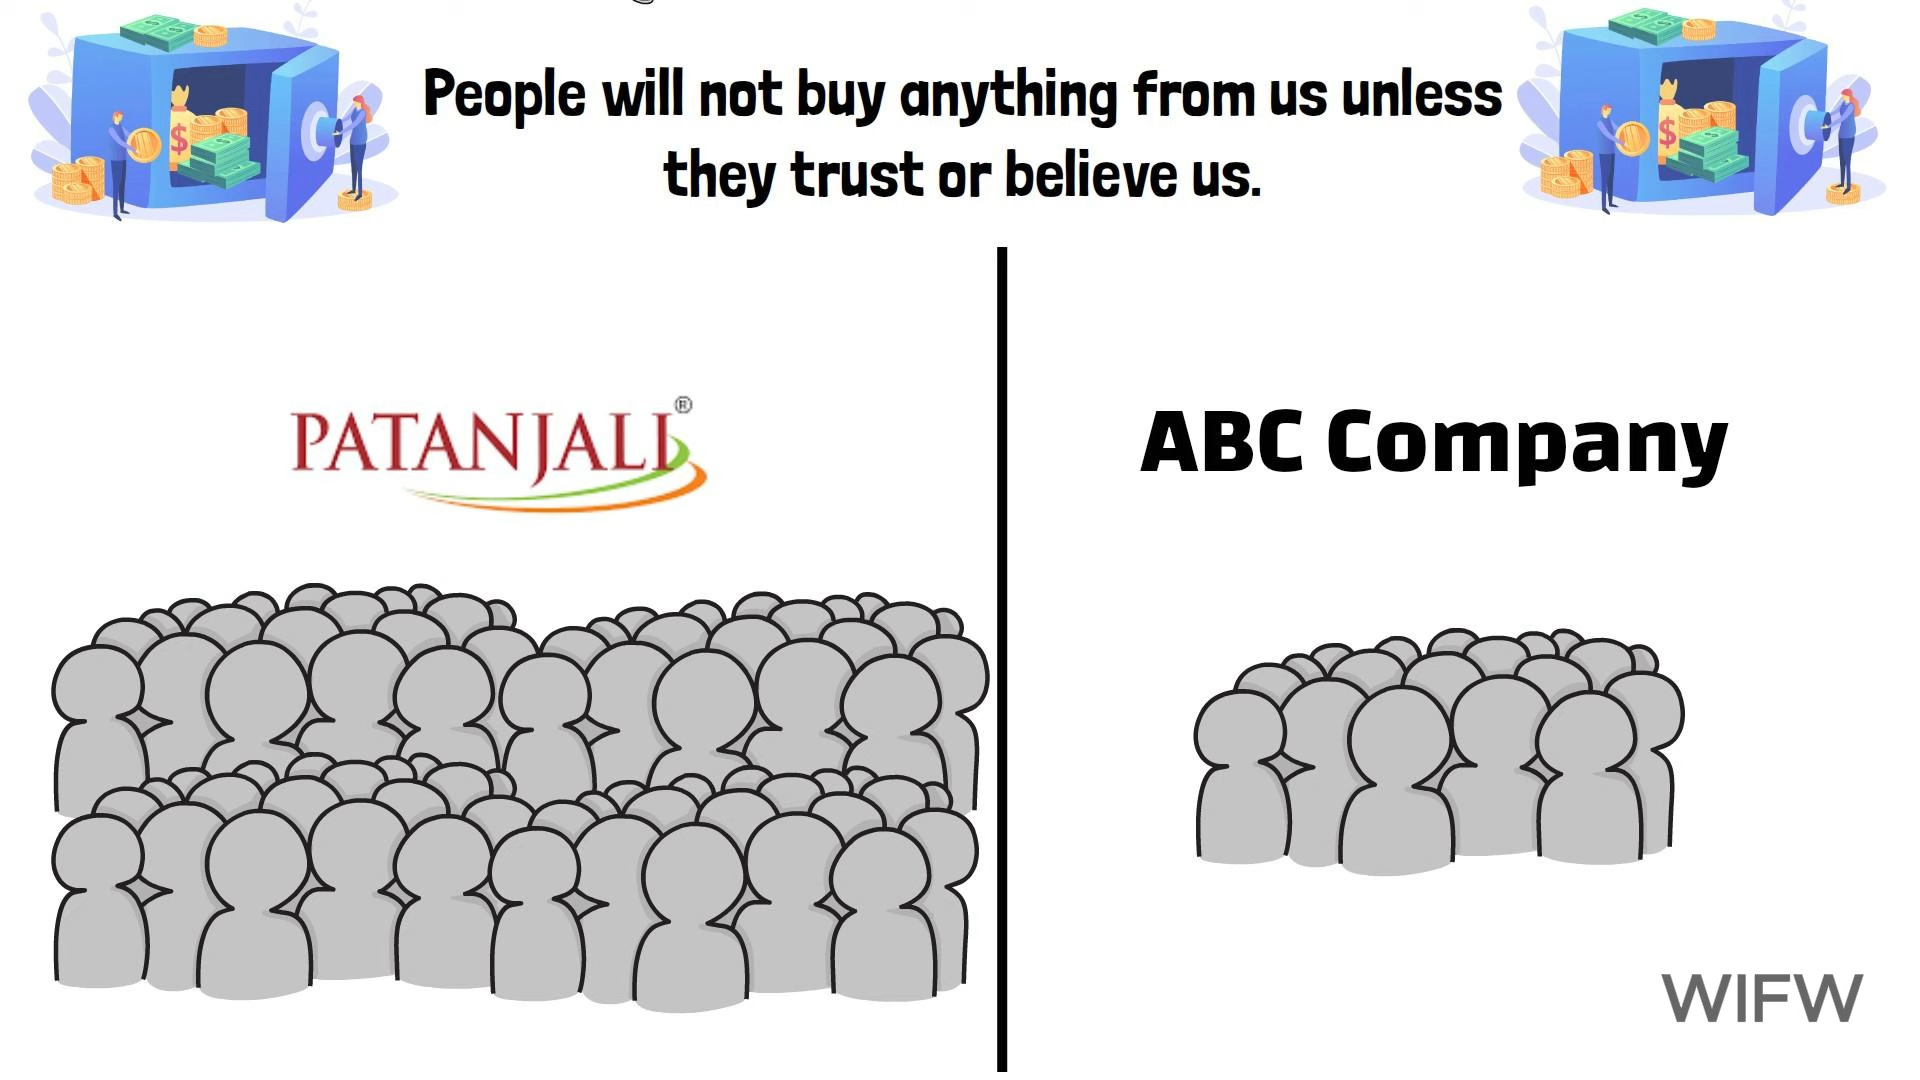 People will not buy anything from us unless
they trust or believe us.
PATANJALI®
ABC Company
WIFW